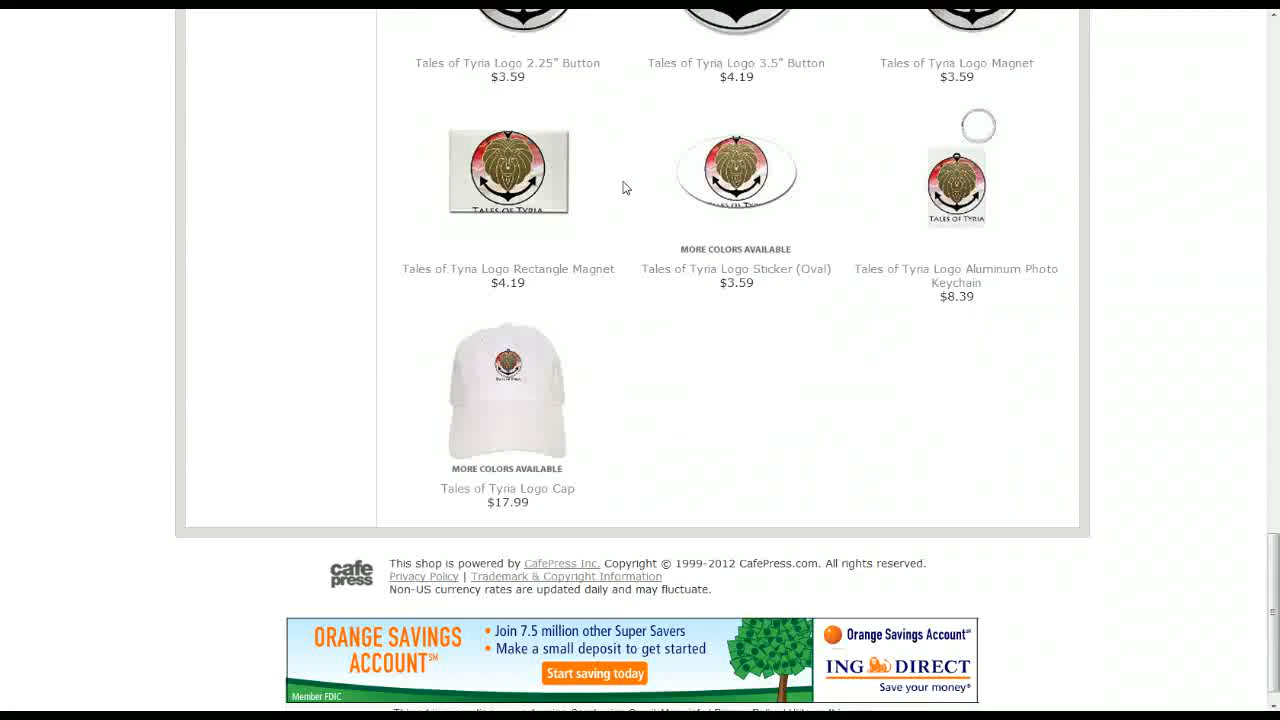 Tales of Tyria Logo 2.25" Button
$3.59
Tales of Tyria Logo 3.5" Button
$4.19
Tales of Tyria Logo Magnet
$3.59
TALES OF TYRIA
TALES OF TYRIA
TALES OF TYRIA
MORE COLORS AVAILABLE
Tales of Tyria Logo Rectangle Magnet
$4.19
Tales of Tyria Logo Sticker (Oval)
$3.59
Tales of Tyria Logo Aluminum Photo
Keychain
$8.39
TALES OF TYRIA
MORE COLORS AVAILABLE
Tales of Tyria Logo Cap
$17.99
cafe
press
This shop is powered by CafePress Inc. Copyright © 1999-2012 CafePress.com. All rights reserved.
Privacy Policy | Trademark & Copyright Information
Non-US currency rates are updated daily and may fluctuate.
ORANGE SAVINGS
ACCOUNT℠
• Join 7.5 million other Super Savers
• Make a small deposit to get started
Start saving today
Member FDIC
Orange Savings Account℠
ING DIRECT
Save your money®